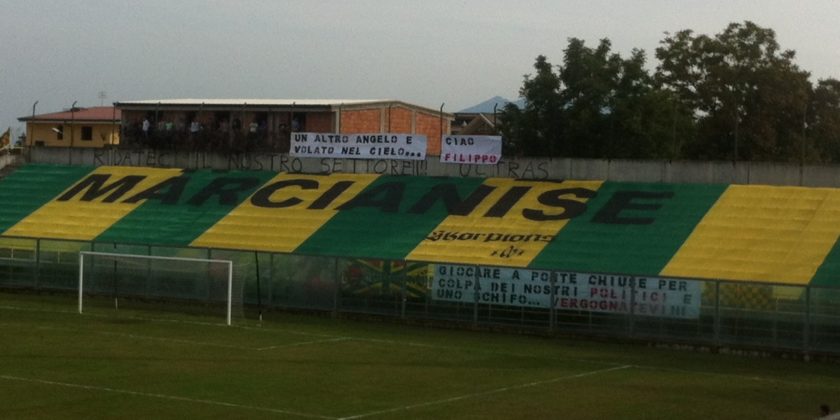 UN ALTRO ANGELO E
VOLATO NEL CIELO...
CIAO
FILIPPO
RIDATECI IL NOSTRO SETTORE!!! ULTRAS
MARCIANISE
Skorpions
GIOCARE A PORTE CHIUSE PER
COLPA DEI NOSTRI POLITICI E
UNO SCHIFO... VERGOGNATEVI!